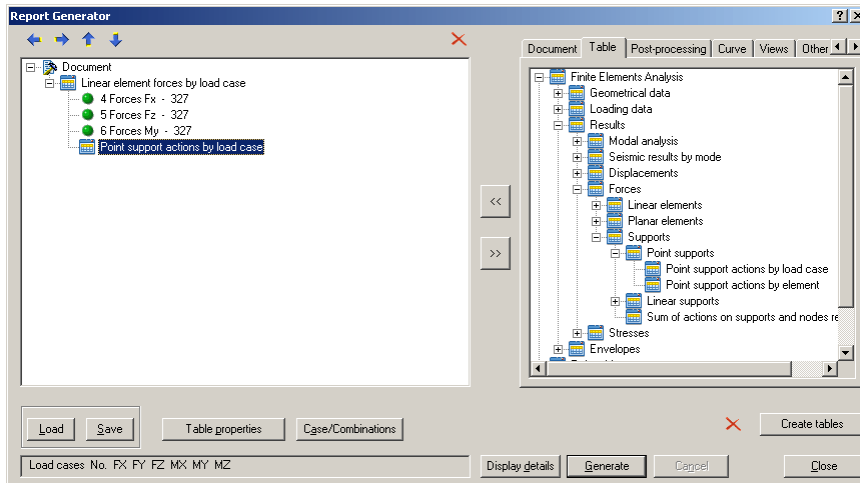 Report Generator
Document
Linear element forces by load case
4 Forces Fx - 327
5 Forces Fz - 327
6 Forces My - 327
Point support actions by load case
<<
>>
Document Table Post-processing Curve Views Other
Finite Elements Analysis
Geometrical data
Loading data
Results
Modal analysis
Seismic results by mode
Displacements
Forces
Linear elements
Planar elements
Supports
Point supports
Point support actions by load case
Point support actions by element
Linear supports
Sum of actions on supports and nodes re
Stresses
Envelopes
Load Save Table properties Case/Combinations
Create tables
Load cases No. FX FY FZ MX MY MZ
Display details Generate Cancel Close